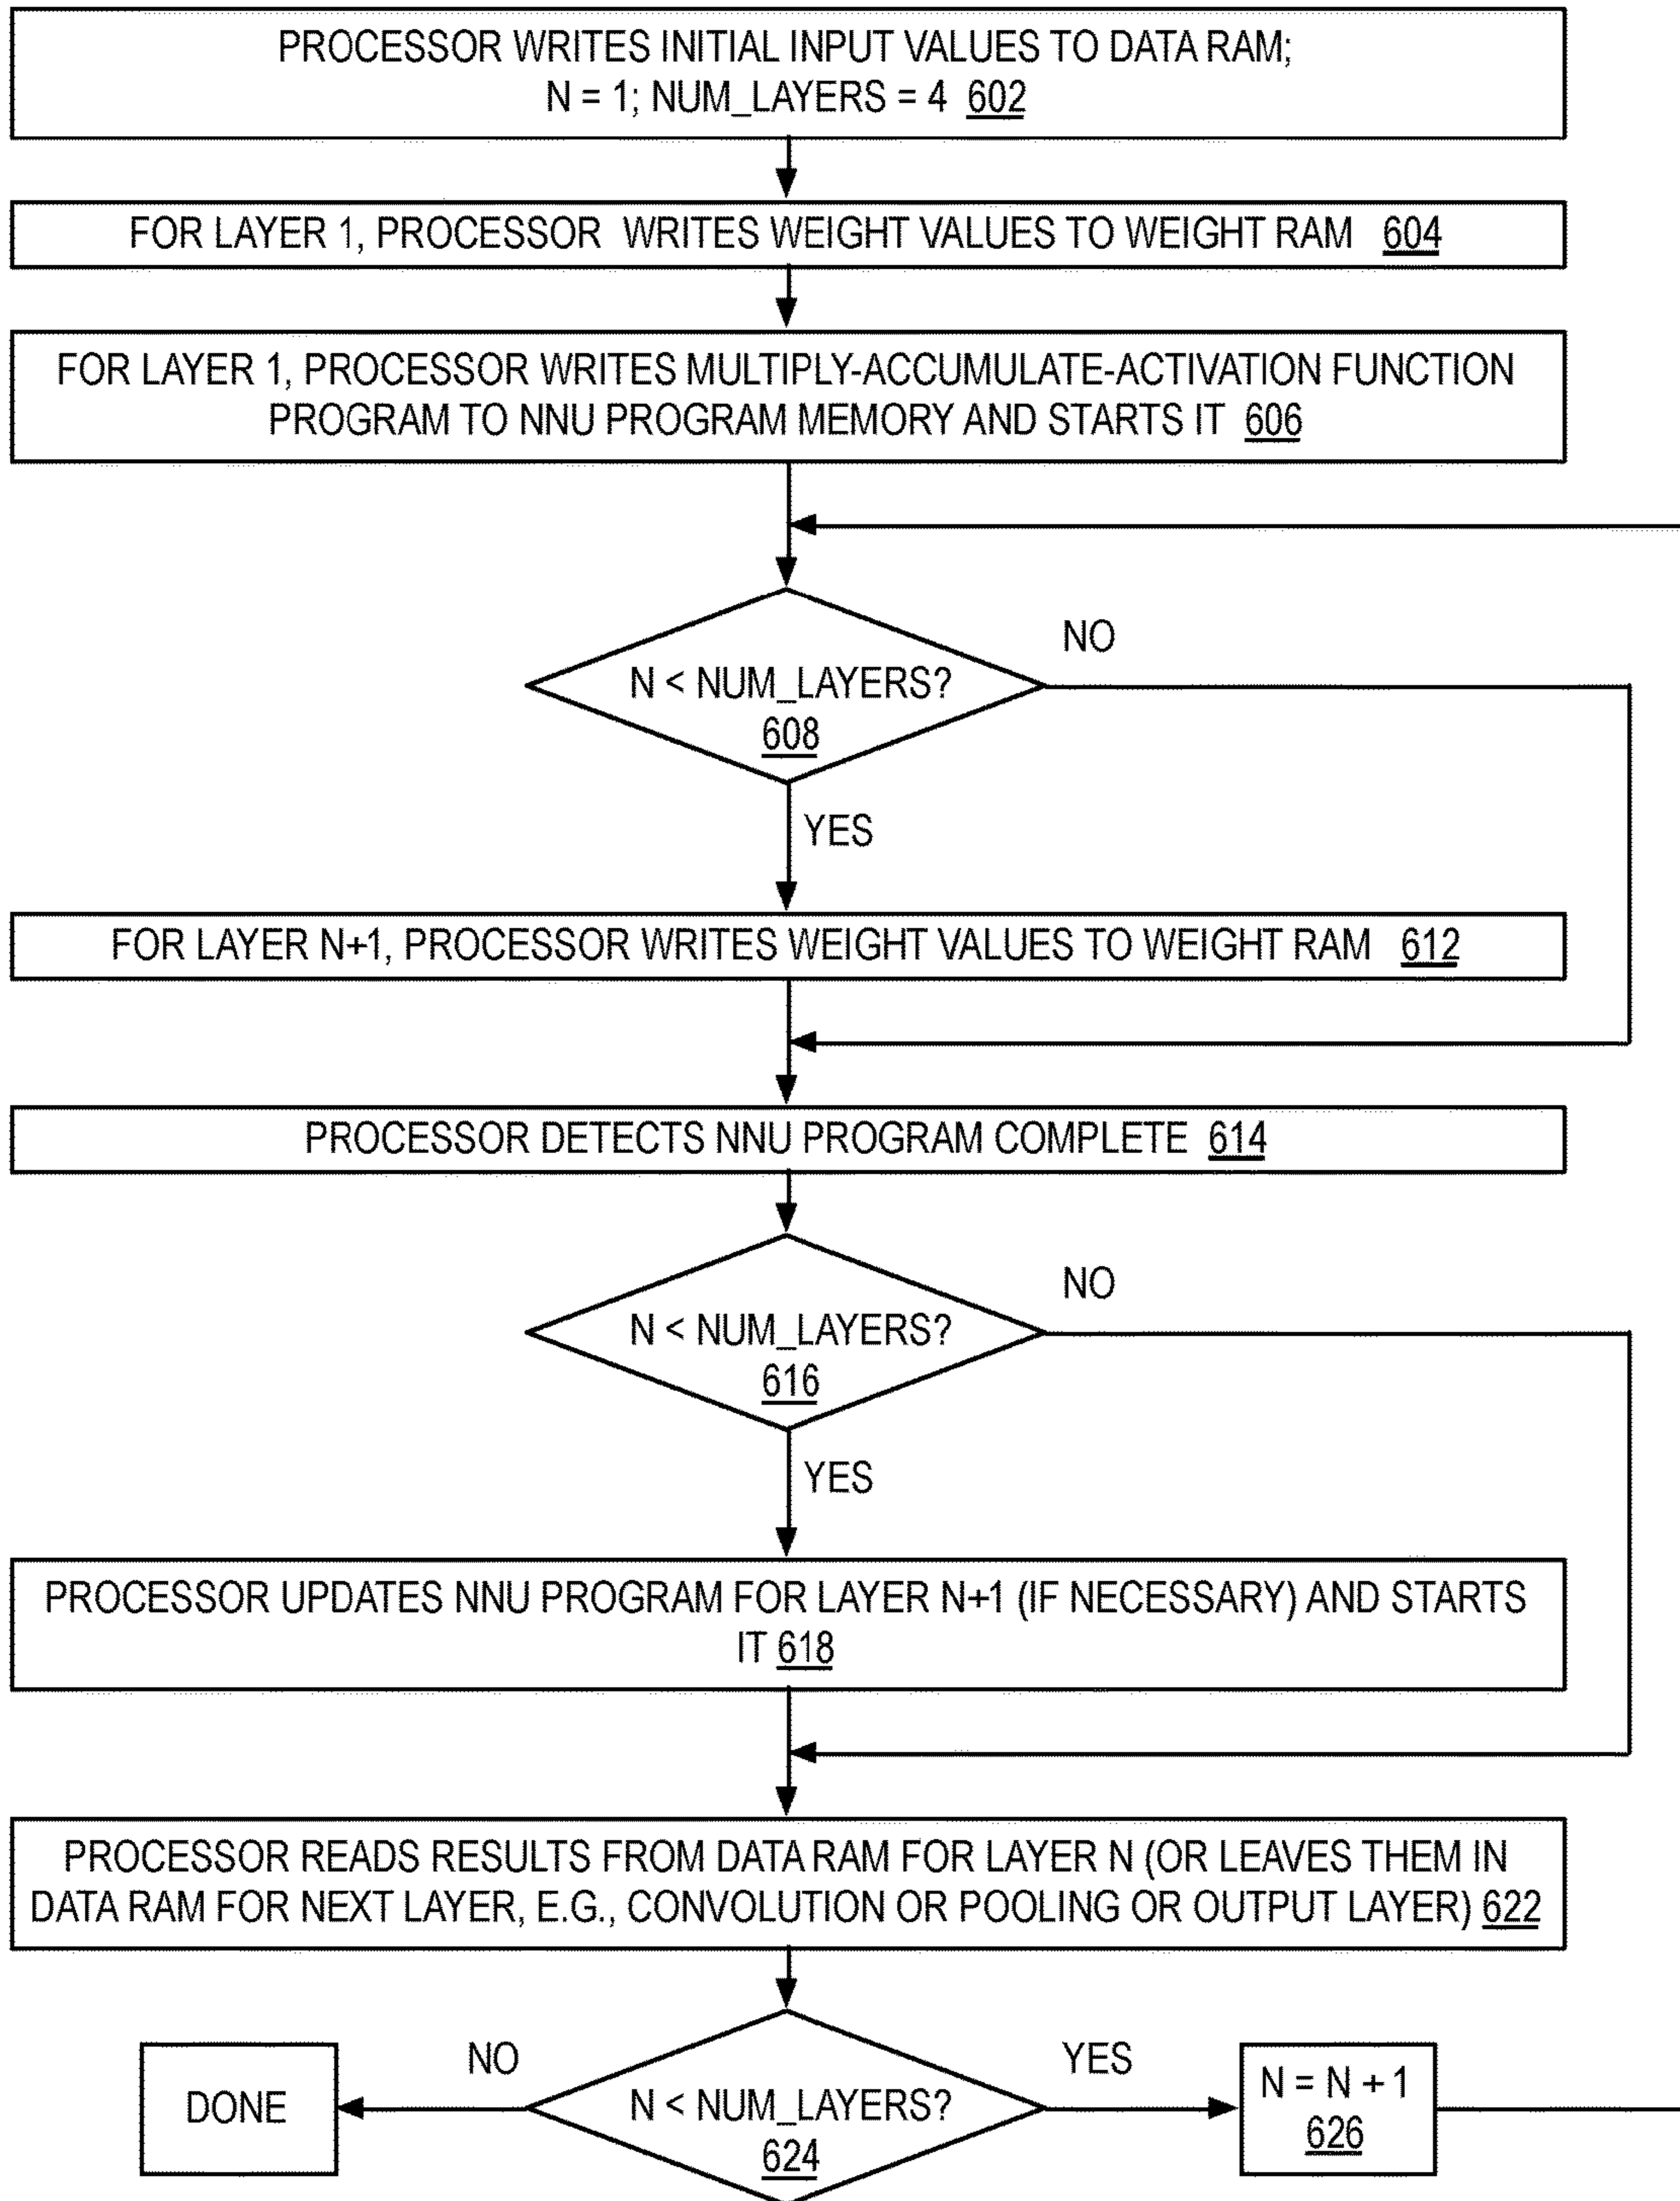 PROCESSOR WRITES INITIAL INPUT VALUES TO DATA RAM;
N = 1; NUM_LAYERS = 4 602
FOR LAYER 1, PROCESSOR WRITES WEIGHT VALUES TO WEIGHT RAM 604
FOR LAYER 1, PROCESSOR WRITES MULTIPLY-ACCUMULATE-ACTIVATION FUNCTION
PROGRAM TO NNU PROGRAM MEMORY AND STARTS IT 606
NO
N < NUM_LAYERS?
608
YES
FOR LAYER N+1, PROCESSOR WRITES WEIGHT VALUES TO WEIGHT RAM 612
PROCESSOR DETECTS NNU PROGRAM COMPLETE 614
NO
N < NUM_LAYERS?
616
YES
PROCESSOR UPDATES NNU PROGRAM FOR LAYER N+1 (IF NECESSARY) AND STARTS
IT 618
PROCESSOR READS RESULTS FROM DATA RAM FOR LAYER N (OR LEAVES THEM IN
DATA RAM FOR NEXT LAYER, E.G., CONVOLUTION OR POOLING OR OUTPUT LAYER) 622
NO
YES
DONE
N < NUM_LAYERS?
624
N = N + 1
626